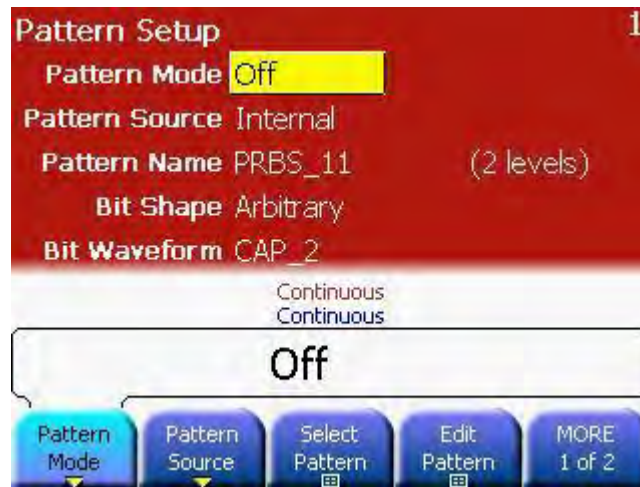 Pattern Setup 1
Pattern Mode Off
Pattern Source Internal
Pattern Name PRBS_11 (2 levels)
Bit Shape Arbitrary
Bit Waveform CAP_2
Continuous
Continuous
Off
Pattern Mode
Pattern Source
Select Pattern
Edit Pattern
MORE 1 of 2